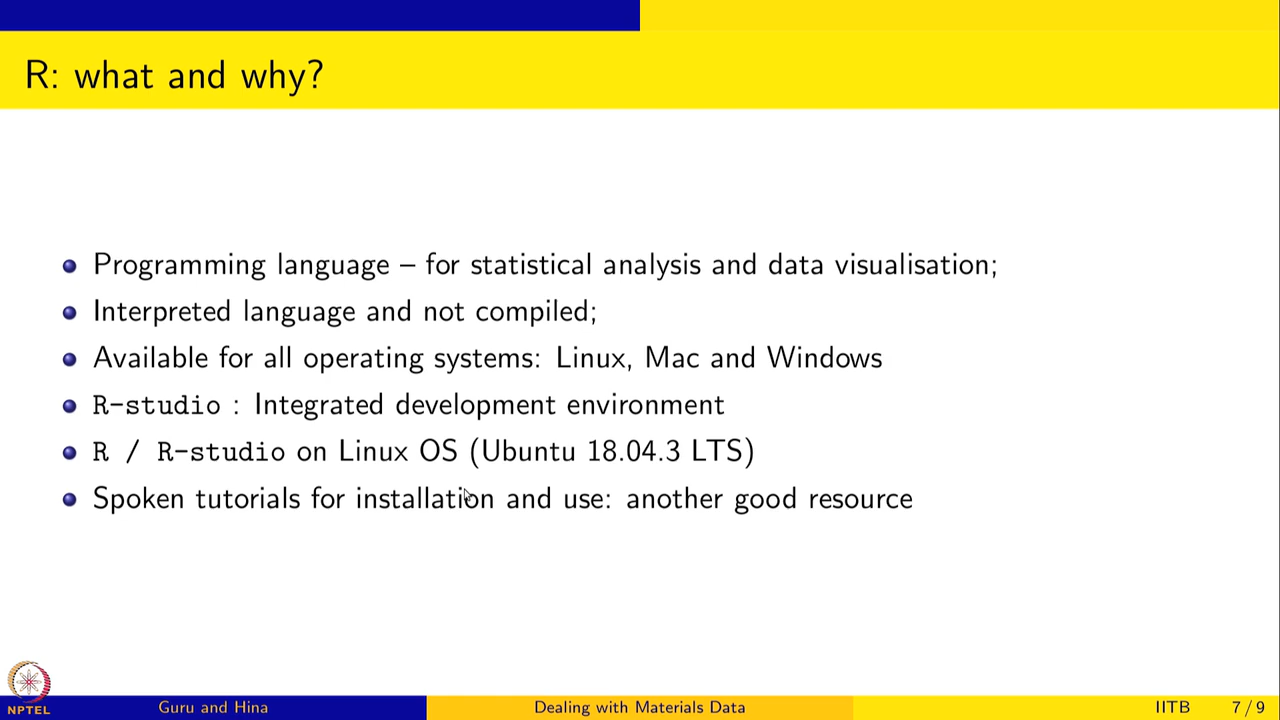 R: what and why?
Programming language – for statistical analysis and data visualisation;
Interpreted language and not compiled;
Available for all operating systems: Linux, Mac and Windows
R-studio : Integrated development environment
R / R-studio on Linux OS (Ubuntu 18.04.3 LTS)
Spoken tutorials for installation and use: another good resource
NPTEL
Guru and Hina
Dealing with Materials Data
IITB
7 / 9